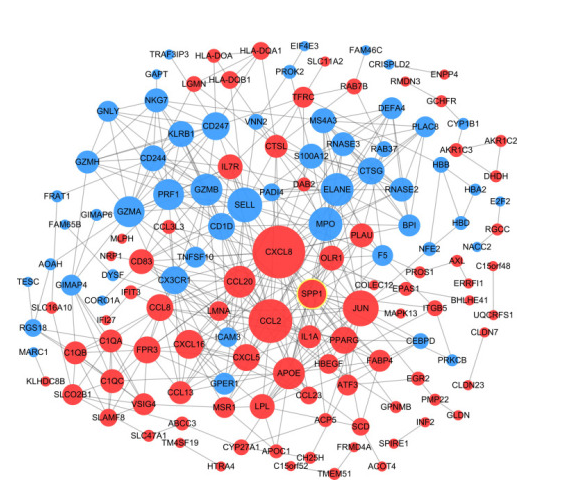 EIF4E3
FAM46C
TRAF3IP3
HLA-DOA
HLA-DQA1
SLC11A2
CRISPLD2
GAPT
PROK2
ENPP4
LGMN
HLA-DQB1
RAB7B
RMDN3
NKG7
TFRC
GCHFR
GNLY
DEFA4
CD247
VNN2
MS4A3
PLAC8
CYP1B1
KLRB1
CTSL
RNASE3
RAB37
AKR1C2
AKR1C3
GZMH
CD244
IL7R
S100A12
CTSG
HBB
DHDH
DAB2
FRAT1
PRF1
GZMB
PADI4
ELANE
RNASE2
HBA2
E2F2
SELL
GZMA
GIMAP6
FAM65B
CCL3L3
CD1D
MPO
BPI
HBD
RGCC
MLPH
PLAU
NFE2
NACC2
NRP1
CXCL8
OLR1
F5
AXL
AOAH
CD83
TNFSF10
C15orf48
DYSF
PROS1
TESC
GIMAP4
CX3CR1
CCL20
COLEC12
EPAS1
ERRFI1
IFIT3
SPP1
BHLHE41
SLC16A10
CCL8
LMNA
JUN
ITGB5
MAPK13
UQCRFS1
IFI27
CCL2
RGS18
ICAM3
IL1A
PPARG
CLDN7
C1QA
CEBPD
MARC1
C1QB
FPR3
CXCL16
CXCL5
HBEGF
FABP4
PRKCB
KLHDC8B
C1QC
GPER1
APOE
ATF3
EGR2
CLDN23
SLCO2B1
CCL13
CCL23
PMP22
VSIG4
MSR1
LPL
GPNMB
GLDN
SLAMF8
ABCC3
ACP5
SCD
INF2
SLC47A1
TM4SF19
CYP27A1
APOC1
FRMD4A
SPIRE1
CH25H
HTRA4
C15orf52
ACOT4
TMEM51